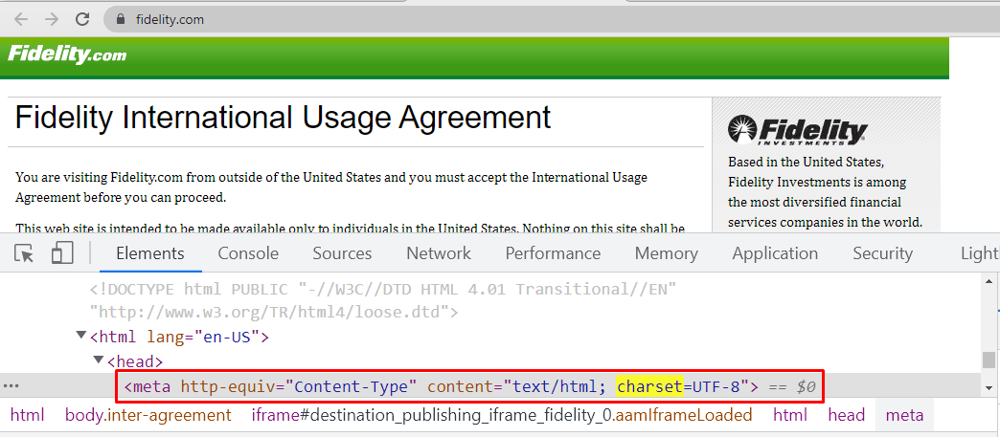 fidelity.com
Fidelity.com
Fidelity International Usage Agreement
You are visiting Fidelity.com from outside of the United States and you must accept the International Usage
Agreement before you can proceed.
This web site is intended to be made available only to individuals in the United States. Nothing on this site shall be
Fidelity
INVESTMENTS
Based in the United States,
Fidelity Investments is among
the most diversified financial
services companies in the world.
Elements Console Sources Network Performance Memory Application Security Light
<!DOCTYPE html PUBLIC "-//W3C//DTD HTML 4.01 Transitional//EN"
"http://www.w3.org/TR/html4/loose.dtd">
<html lang="en-US">
<head>
<meta http-equiv="Content-Type" content="text/html; charset=UTF-8"> == $0
html body.inter-agreement iframe#destination_publishing_iframe_fidelity_0.aamIframeLoaded html head meta